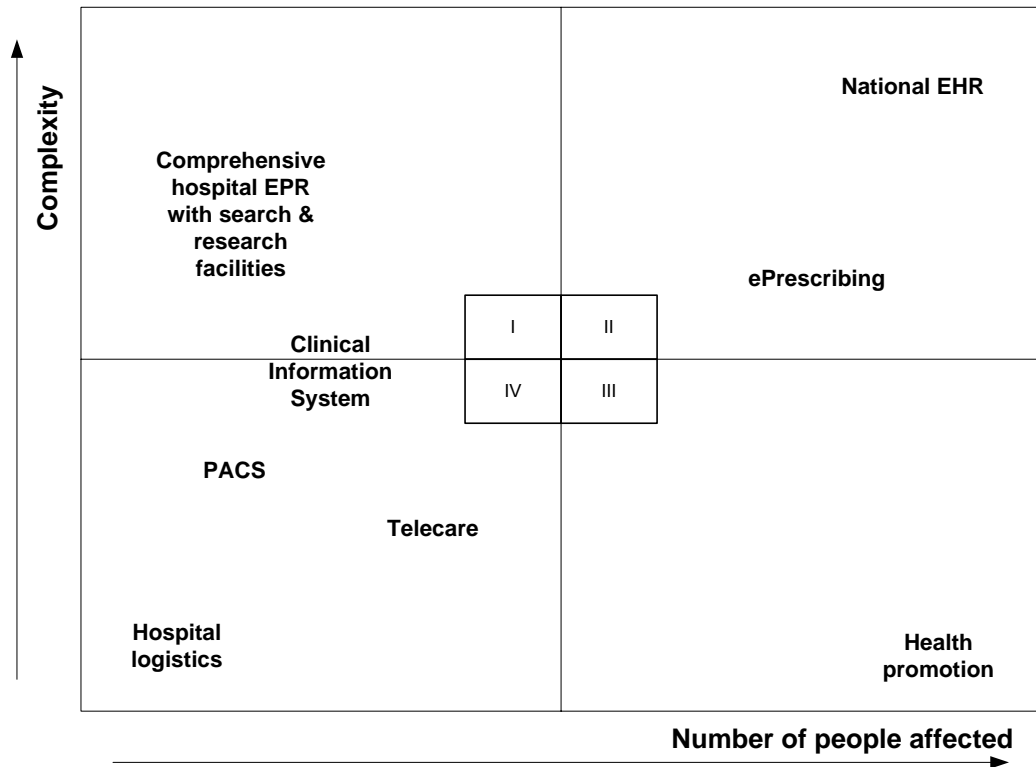 Complexity
National EHR
Comprehensive
hospital EPR
with search &
research
facilities
ePrescribing
I
II
Clinical
Information
System
IV
III
PACS
Telecare
Hospital
logistics
Health
promotion
Number of people affected